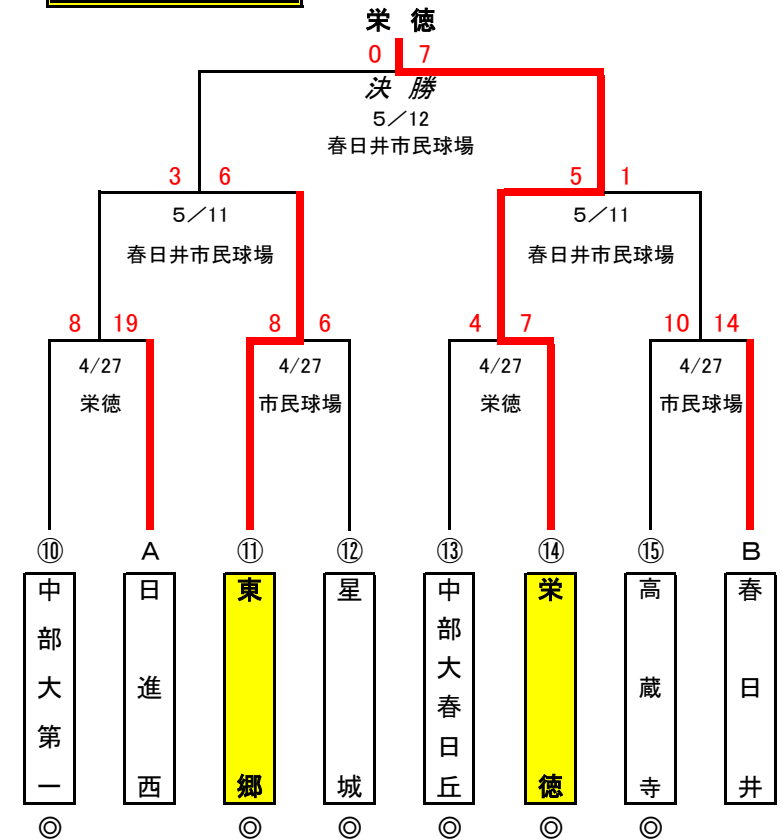 栄 徳
0 7
決 勝
5／12
春日井市民球場
3 6
5 1
5／11
5／11
春日井市民球場
春日井市民球場
8 19
8 6
4 7
10 14
4/27
4/27
4/27
4/27
栄徳
市民球場
栄徳
市民球場
⑩
A
⑪
⑫
⑬
⑭
⑮
B
中部大第一
日進西
東郷
星城
中部大春日丘
栄徳
高蔵寺
春日井
◎
◎
◎
◎
◎
◎